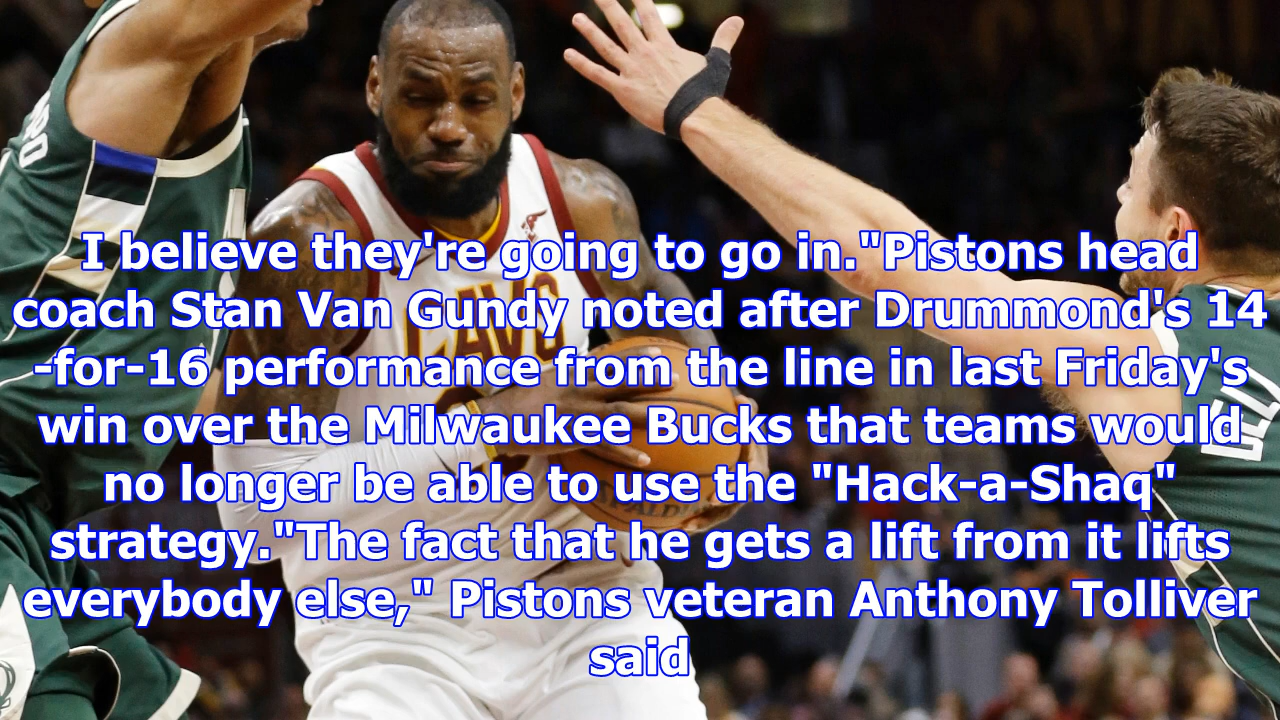 I believe they're going to go in."Pistons head
coach Stan Van Gundy noted after Drummond's 14
-for-16 performance from the line in last Friday's
win over the Milwaukee Bucks that teams would
no longer be able to use the "Hack-a-Shaq"
strategy."The fact that he gets a lift from it lifts
everybody else," Pistons veteran Anthony Tolliver
said
CAVS